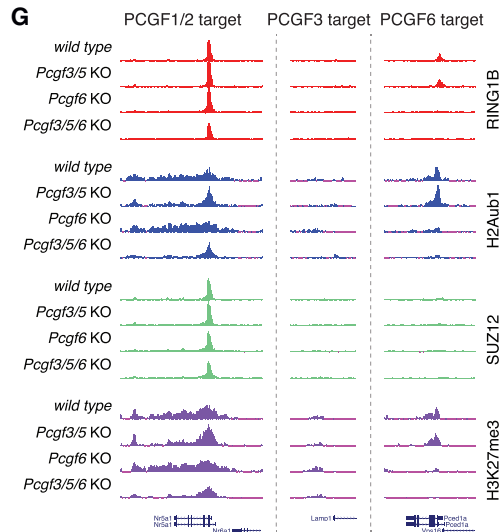 G
PCGF1/2 target PCGF3 target PCGF6 target
wild type
Pcgf3/5 KO
Pcgf6 KO
Pcgf3/5/6 KO
RING1B
wild type
Pcgf3/5 KO
Pcgf6 KO
Pcgf3/5/6 KO
H2Aub1
wild type
Pcgf3/5 KO
Pcgf6 KO
Pcgf3/5/6 KO
SUZ12
wild type
Pcgf3/5 KO
Pcgf6 KO
Pcgf3/5/6 KO
H3K27me3
Nr5a1 Lamp1 Pced1a
Nr5a1 Pced1a
Nr6a1 Vps16